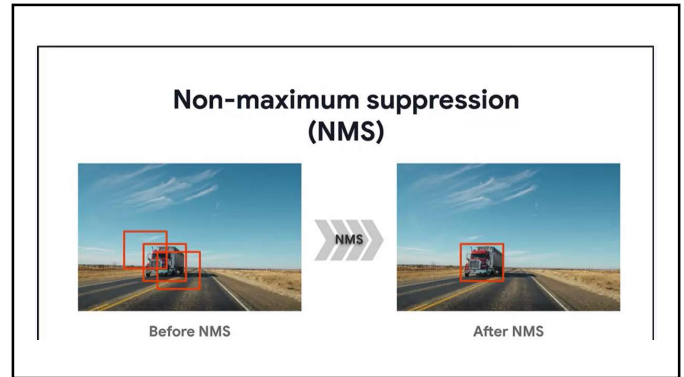 Non-maximum suppression
(NMS)
NMS
Before NMS
After NMS